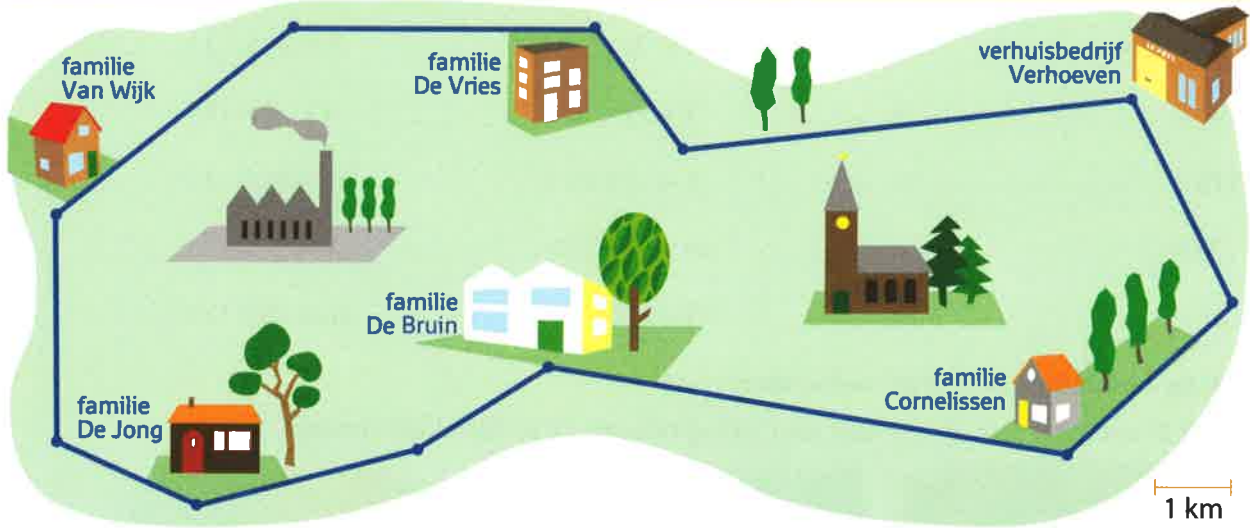 familie
Van Wijk
familie
De Vries
verhuisbedrijf
Verhoeven
familie
De Bruin
familie
Cornelissen
familie
De Jong
1 km